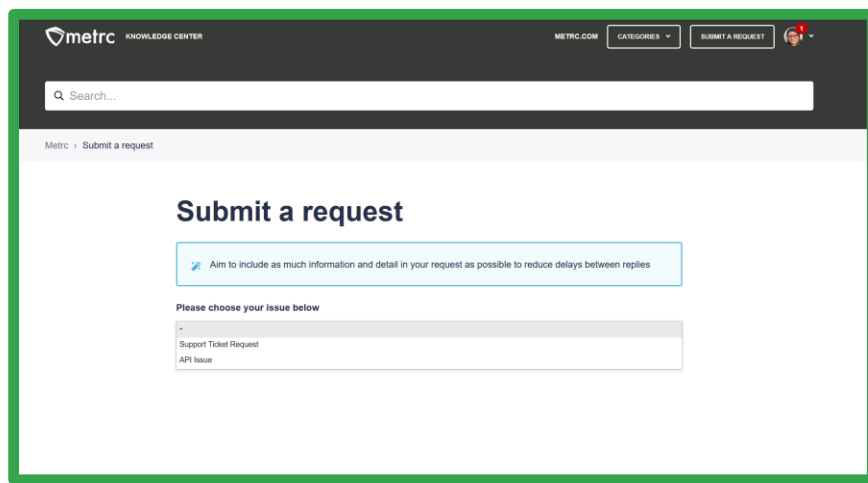 metrc KNOWLEDGE CENTER METRC.COM CATEGORIES SUBMIT A REQUEST 1
Search...
Metrc › Submit a request
Submit a request
Aim to include as much information and detail in your request as possible to reduce delays between replies
Please choose your issue below
-
Support Ticket Request
API Issue